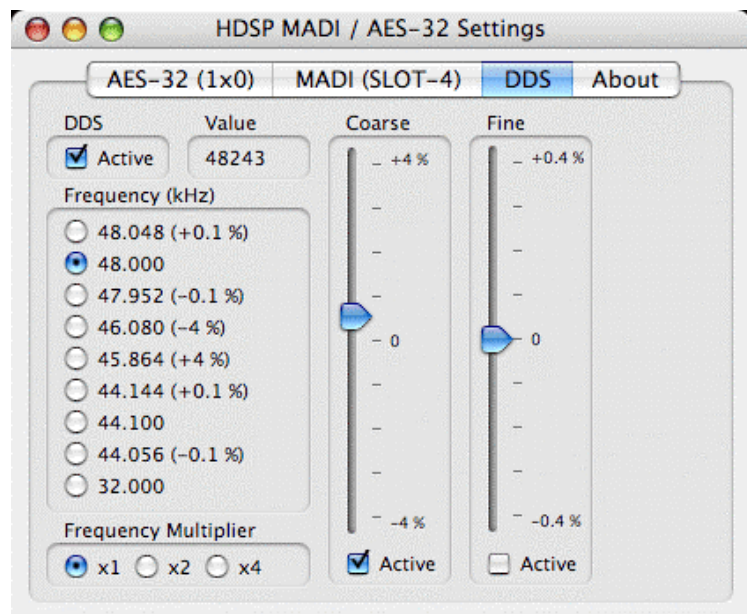 HDSP MADI / AES-32 Settings
AES-32 (1x0) MADI (SLOT-4) DDS About
DDS Value Coarse Fine
Active 48243
+4 % +0.4 %
Frequency (kHz)
48.048 (+0.1 %)
48.000
47.952 (-0.1 %)
46.080 (-4 %)
0 0
45.864 (+4 %)
44.144 (+0.1 %)
44.100
44.056 (-0.1 %)
32.000
-4 % -0.4 %
Frequency Multiplier
x1 x2 x4 Active Active